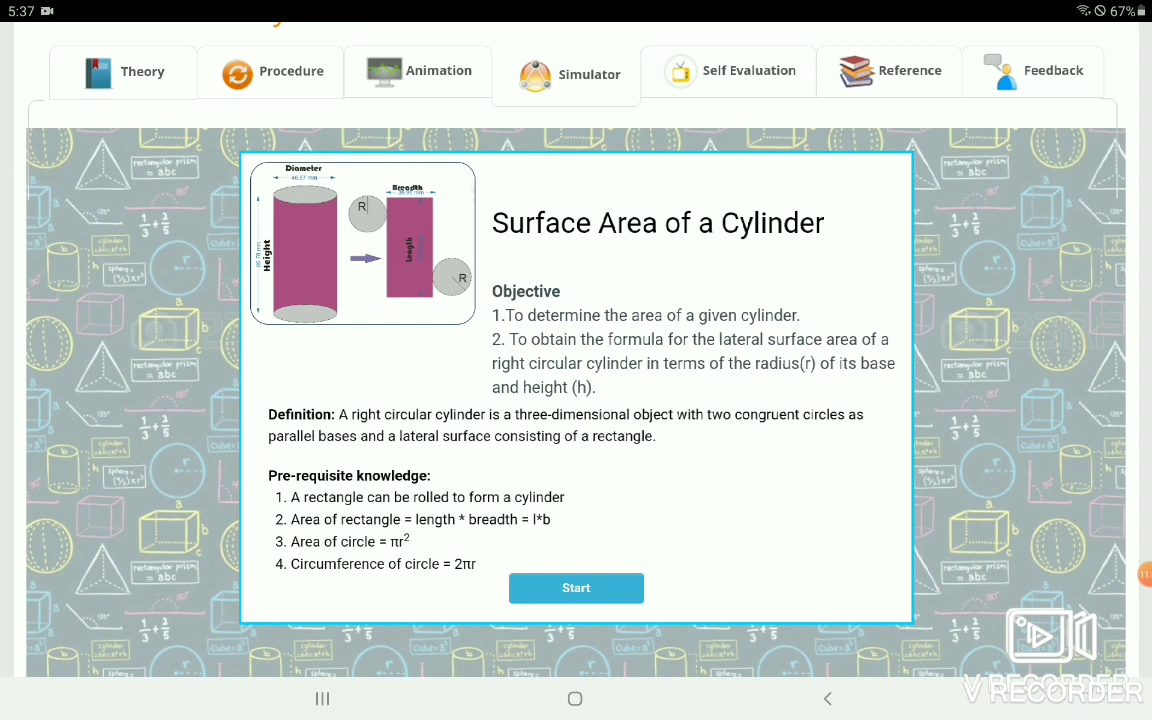 5:37
67%
Theory
Procedure
Animation
Simulator
Self Evaluation
Reference
Feedback
Diameter
46.57 mm
Breadth
Height
Length
R
R
Surface Area of a Cylinder
Objective
1.To determine the area of a given cylinder.
2. To obtain the formula for the lateral surface area of a
right circular cylinder in terms of the radius(r) of its base
and height (h).
Definition: A right circular cylinder is a three-dimensional object with two congruent circles as
parallel bases and a lateral surface consisting of a rectangle.
Pre-requisite knowledge:
1. A rectangle can be rolled to form a cylinder
2. Area of rectangle = length * breadth = l*b
3. Area of circle = πr²
4. Circumference of circle = 2πr
Start
V RECORDER